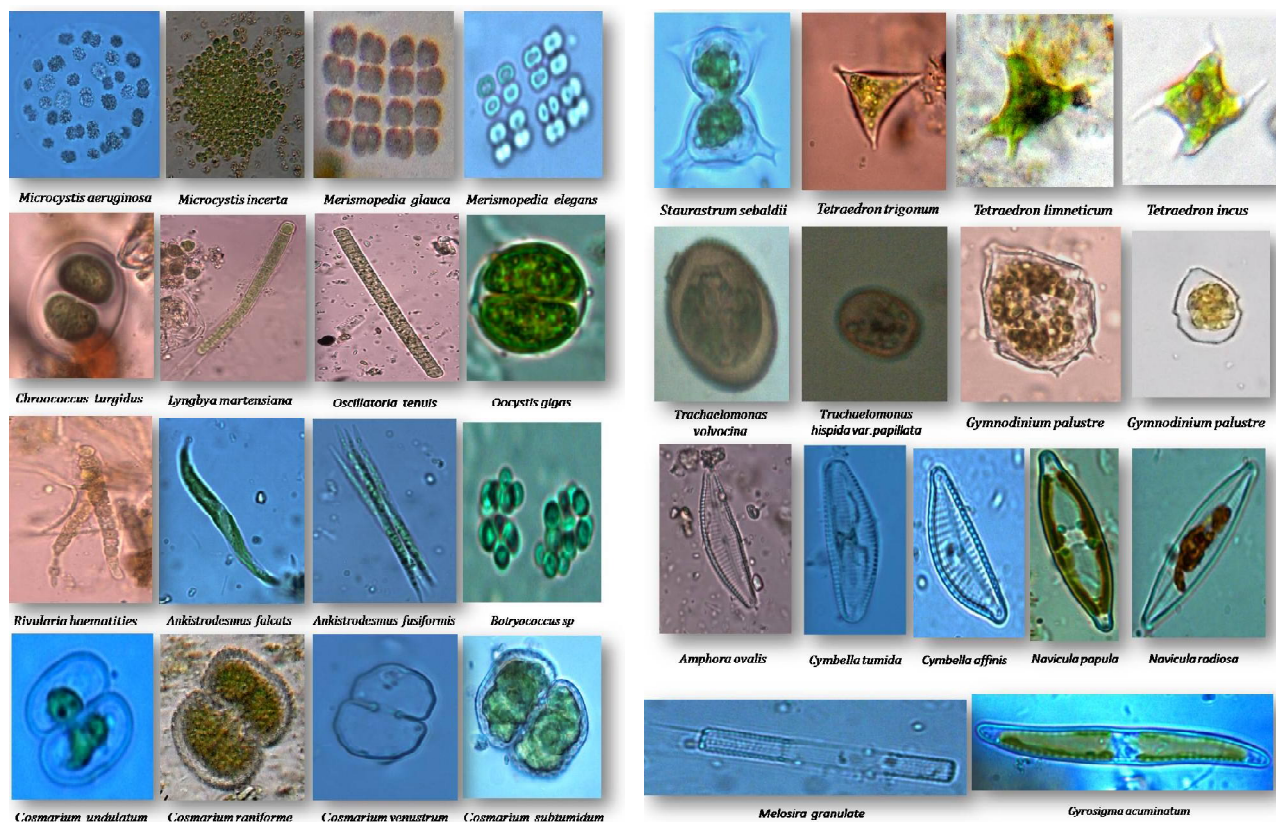 Microcystis aeruginosa
Microcystis incerta
Merismopedia glauca
Merismopedia elegans
Chroococcus turgidus
Lyngbya martensiana
Oscillatoria tenuis
Oocystis gigas
Rivularia haematities
Ankistrodesmus fulcuts
Ankistrodesmus fusiformis
Botryococcus sp
Cosmarium undulatum
Cosmarium raniforme
Cosmarium venustrum
Cosmarium subtumidum
Staurastrum sebaldii
Tetraedron trigonum
Tetraedron limneticum
Tetraedron incus
Trachaelomonas
volvocina
Truchaelomonas
hispida var. papillata
Gymnodinium palustre
Gymnodinium palustre
Amphora ovalis
Cymbella tumida
Cymbella affinis
Navicula papula
Navicula radiosa
Melosira granulate
Gyrosigma acuminatum